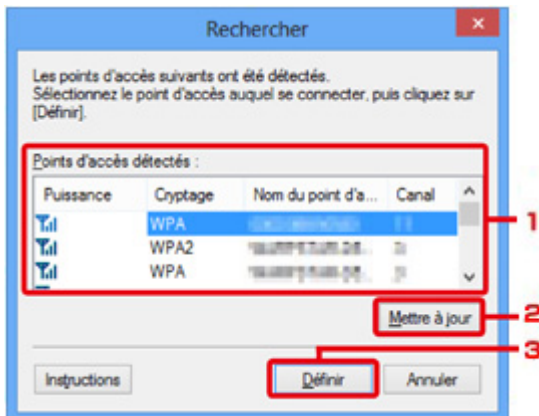 Rechercher
Les points d'accès suivants ont été détectés.
Sélectionnez le point d'accès auquel se connecter, puis cliquez sur
[Définir].
Points d'accès détectés :
Puissance Cryptage Nom du point d'a... Canal
WPA
WPA2
WPA
1
Mettre à jour
2
3
Instructions Définir Annuler